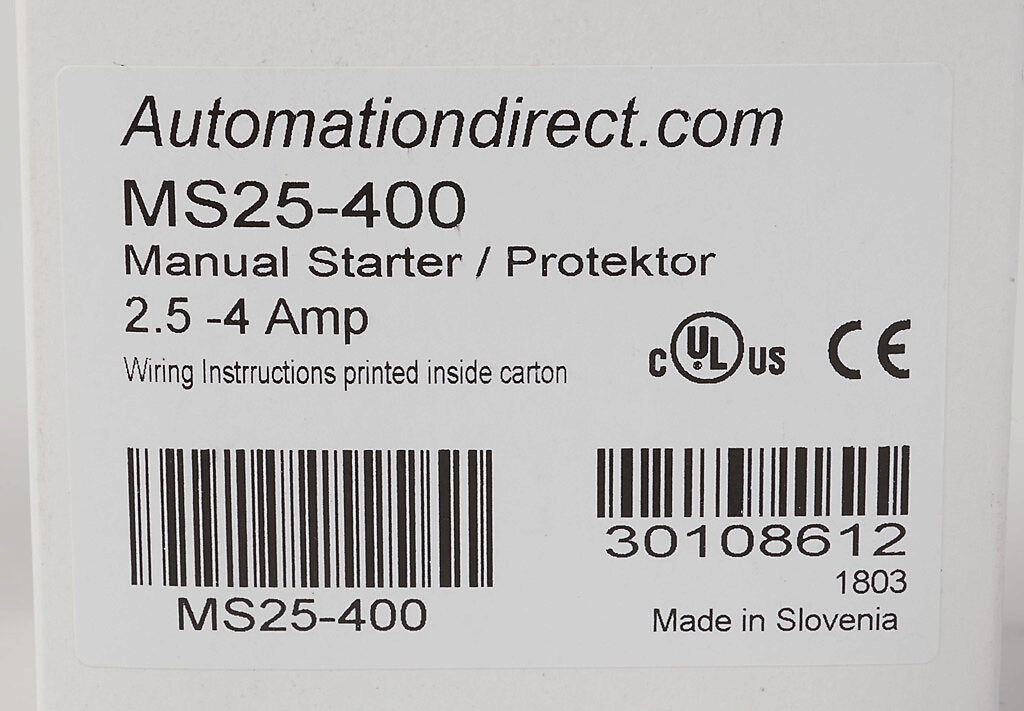 Automationdirect.com
MS25-400
Manual Starter / Protektor
2.5 -4 Amp
Wiring Instrructions printed inside carton
c UL US CE
MS25-400
30108612
1803
Made in Slovenia